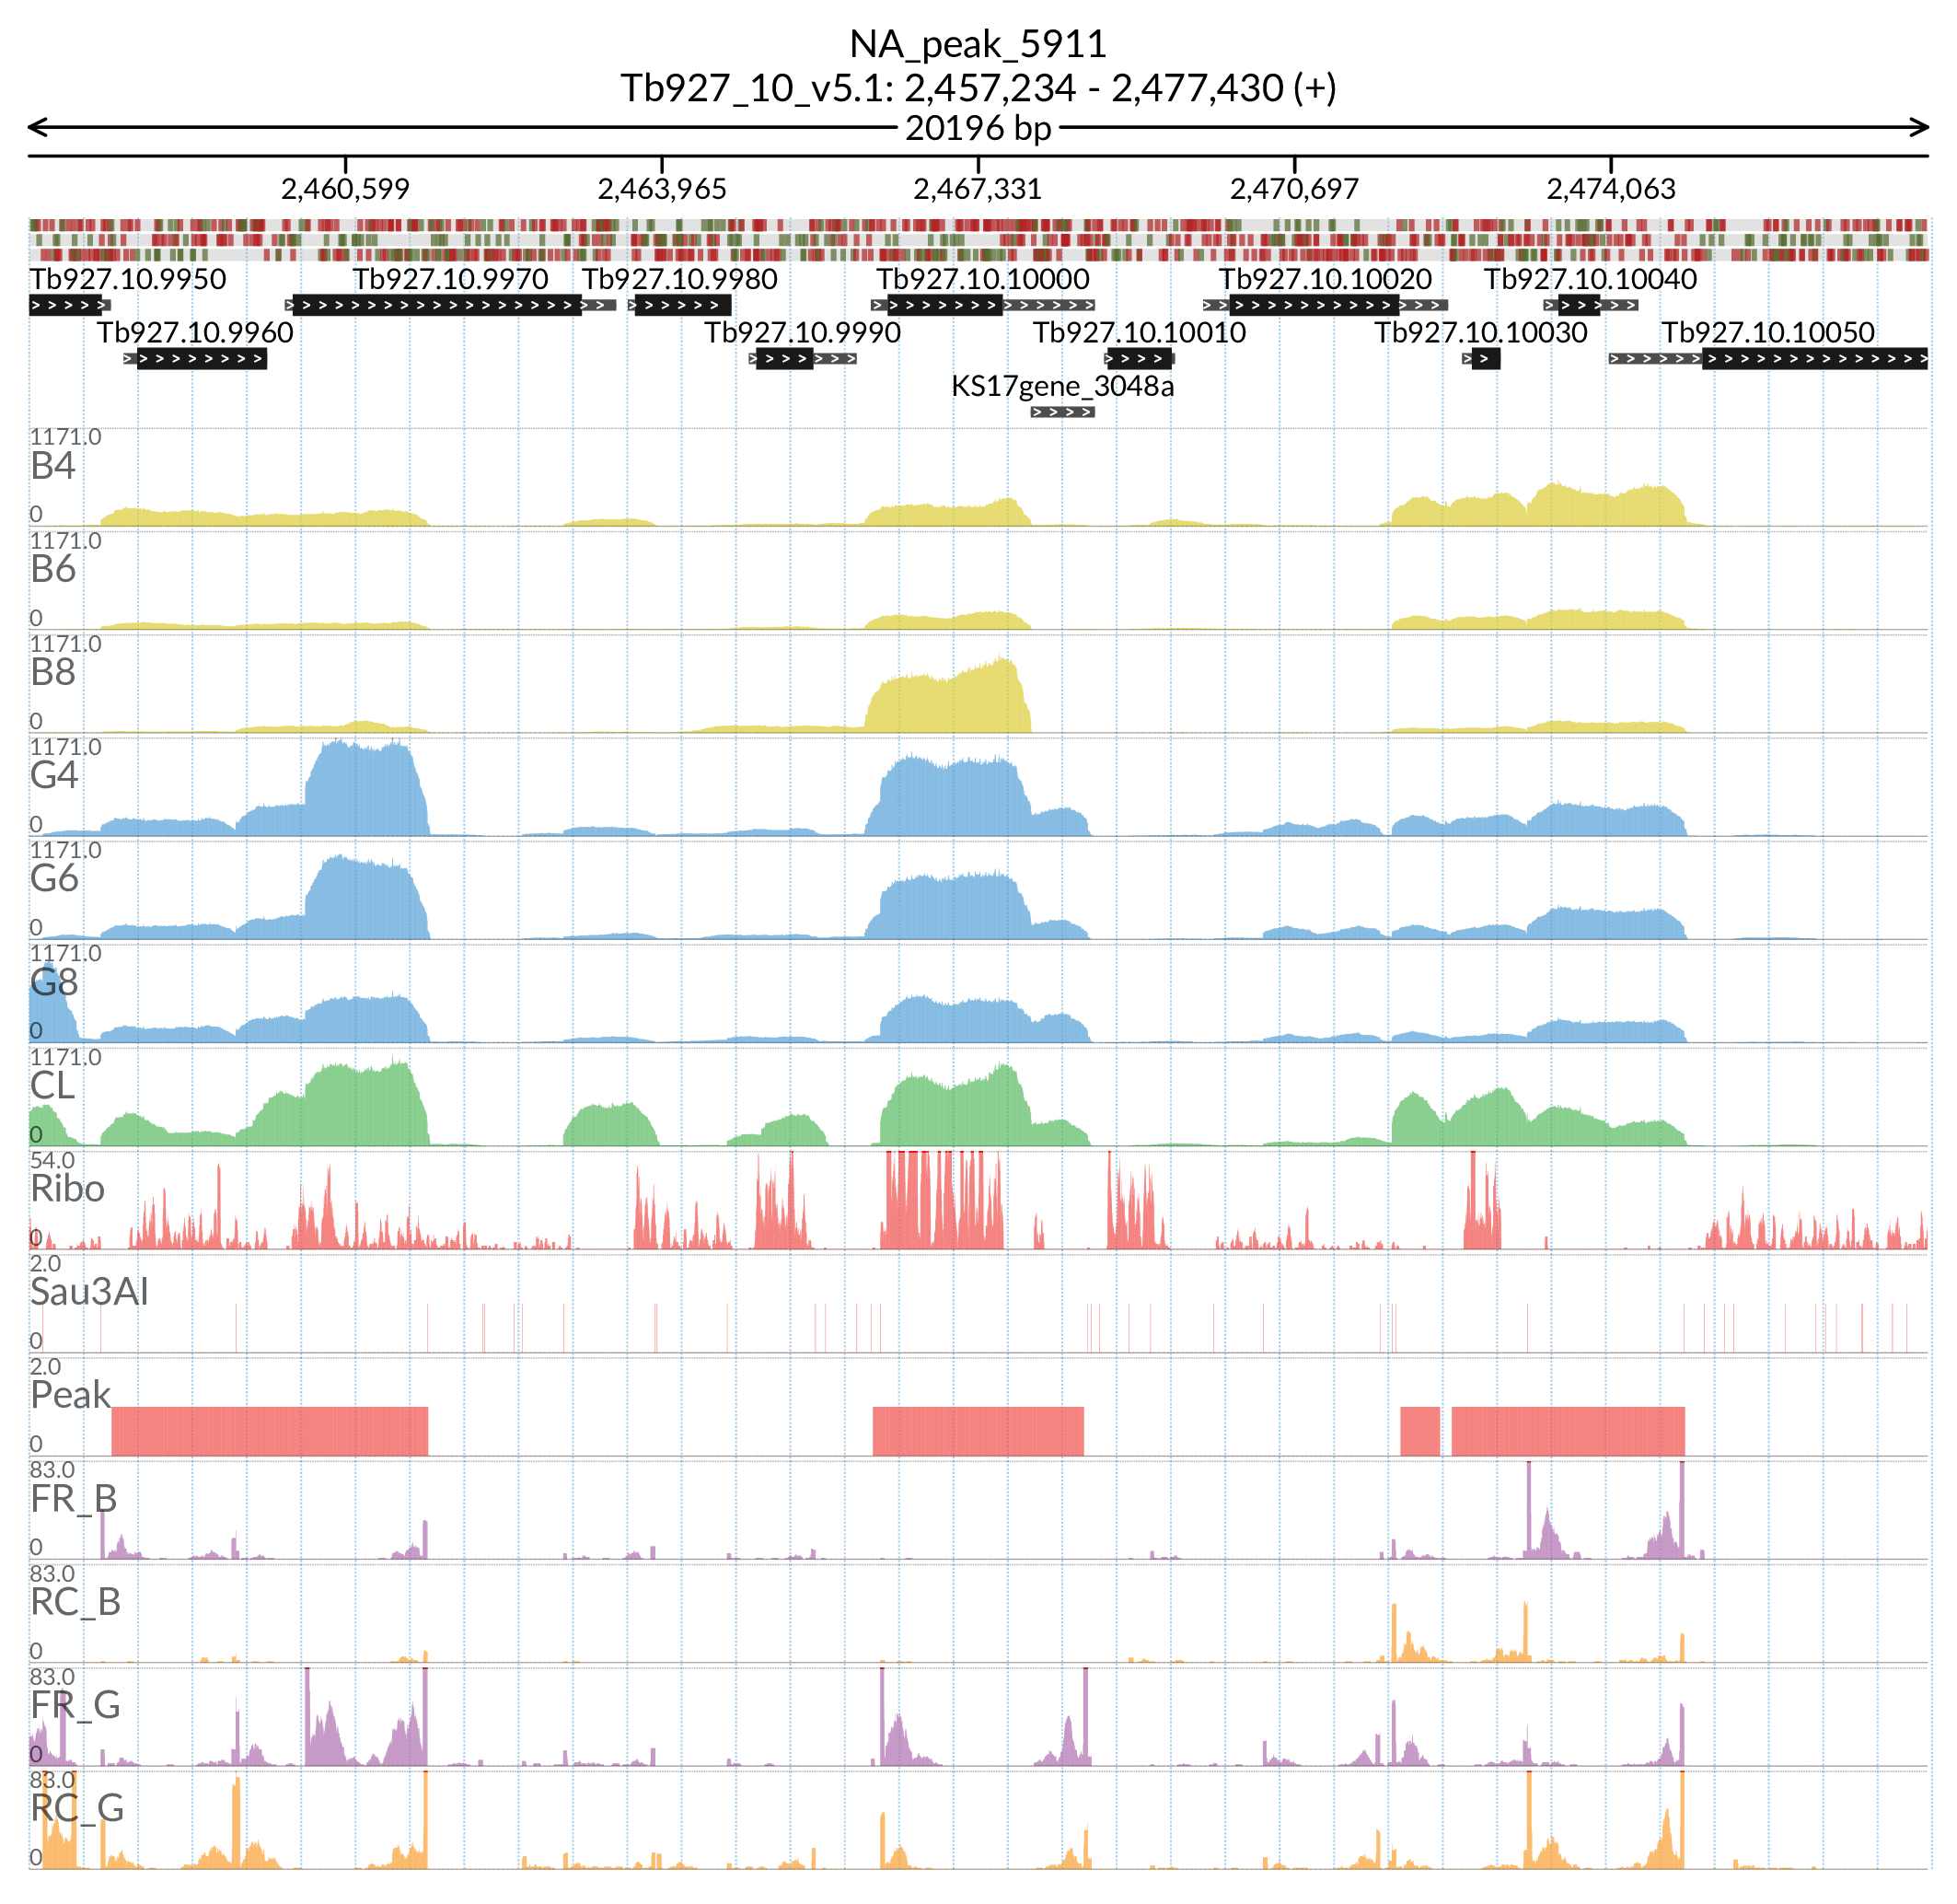 NA_peak_5911
Tb927_10_v5.1: 2,457,234 - 2,477,430 (+)
20196 bp
2,460,599 2,463,965 2,467,331 2,470,697 2,474,063
Tb927.10.9950 Tb927.10.9970 Tb927.10.9980 Tb927.10.10000 Tb927.10.10020 Tb927.10.10040
Tb927.10.9960 Tb927.10.9990 Tb927.10.10010 Tb927.10.10030 Tb927.10.10050
KS17gene_3048a
1171.0
B4
0
1171.0
B6
0
1171.0
B8
0
1171.0
G4
0
1171.0
G6
0
1171.0
G8
0
1171.0
CL
0
54.0
Ribo
0
2.0
Sau3AI
0
2.0
Peak
0
83.0
FR_B
0
83.0
RC_B
0
83.0
FR_G
0
83.0
RC_G
0